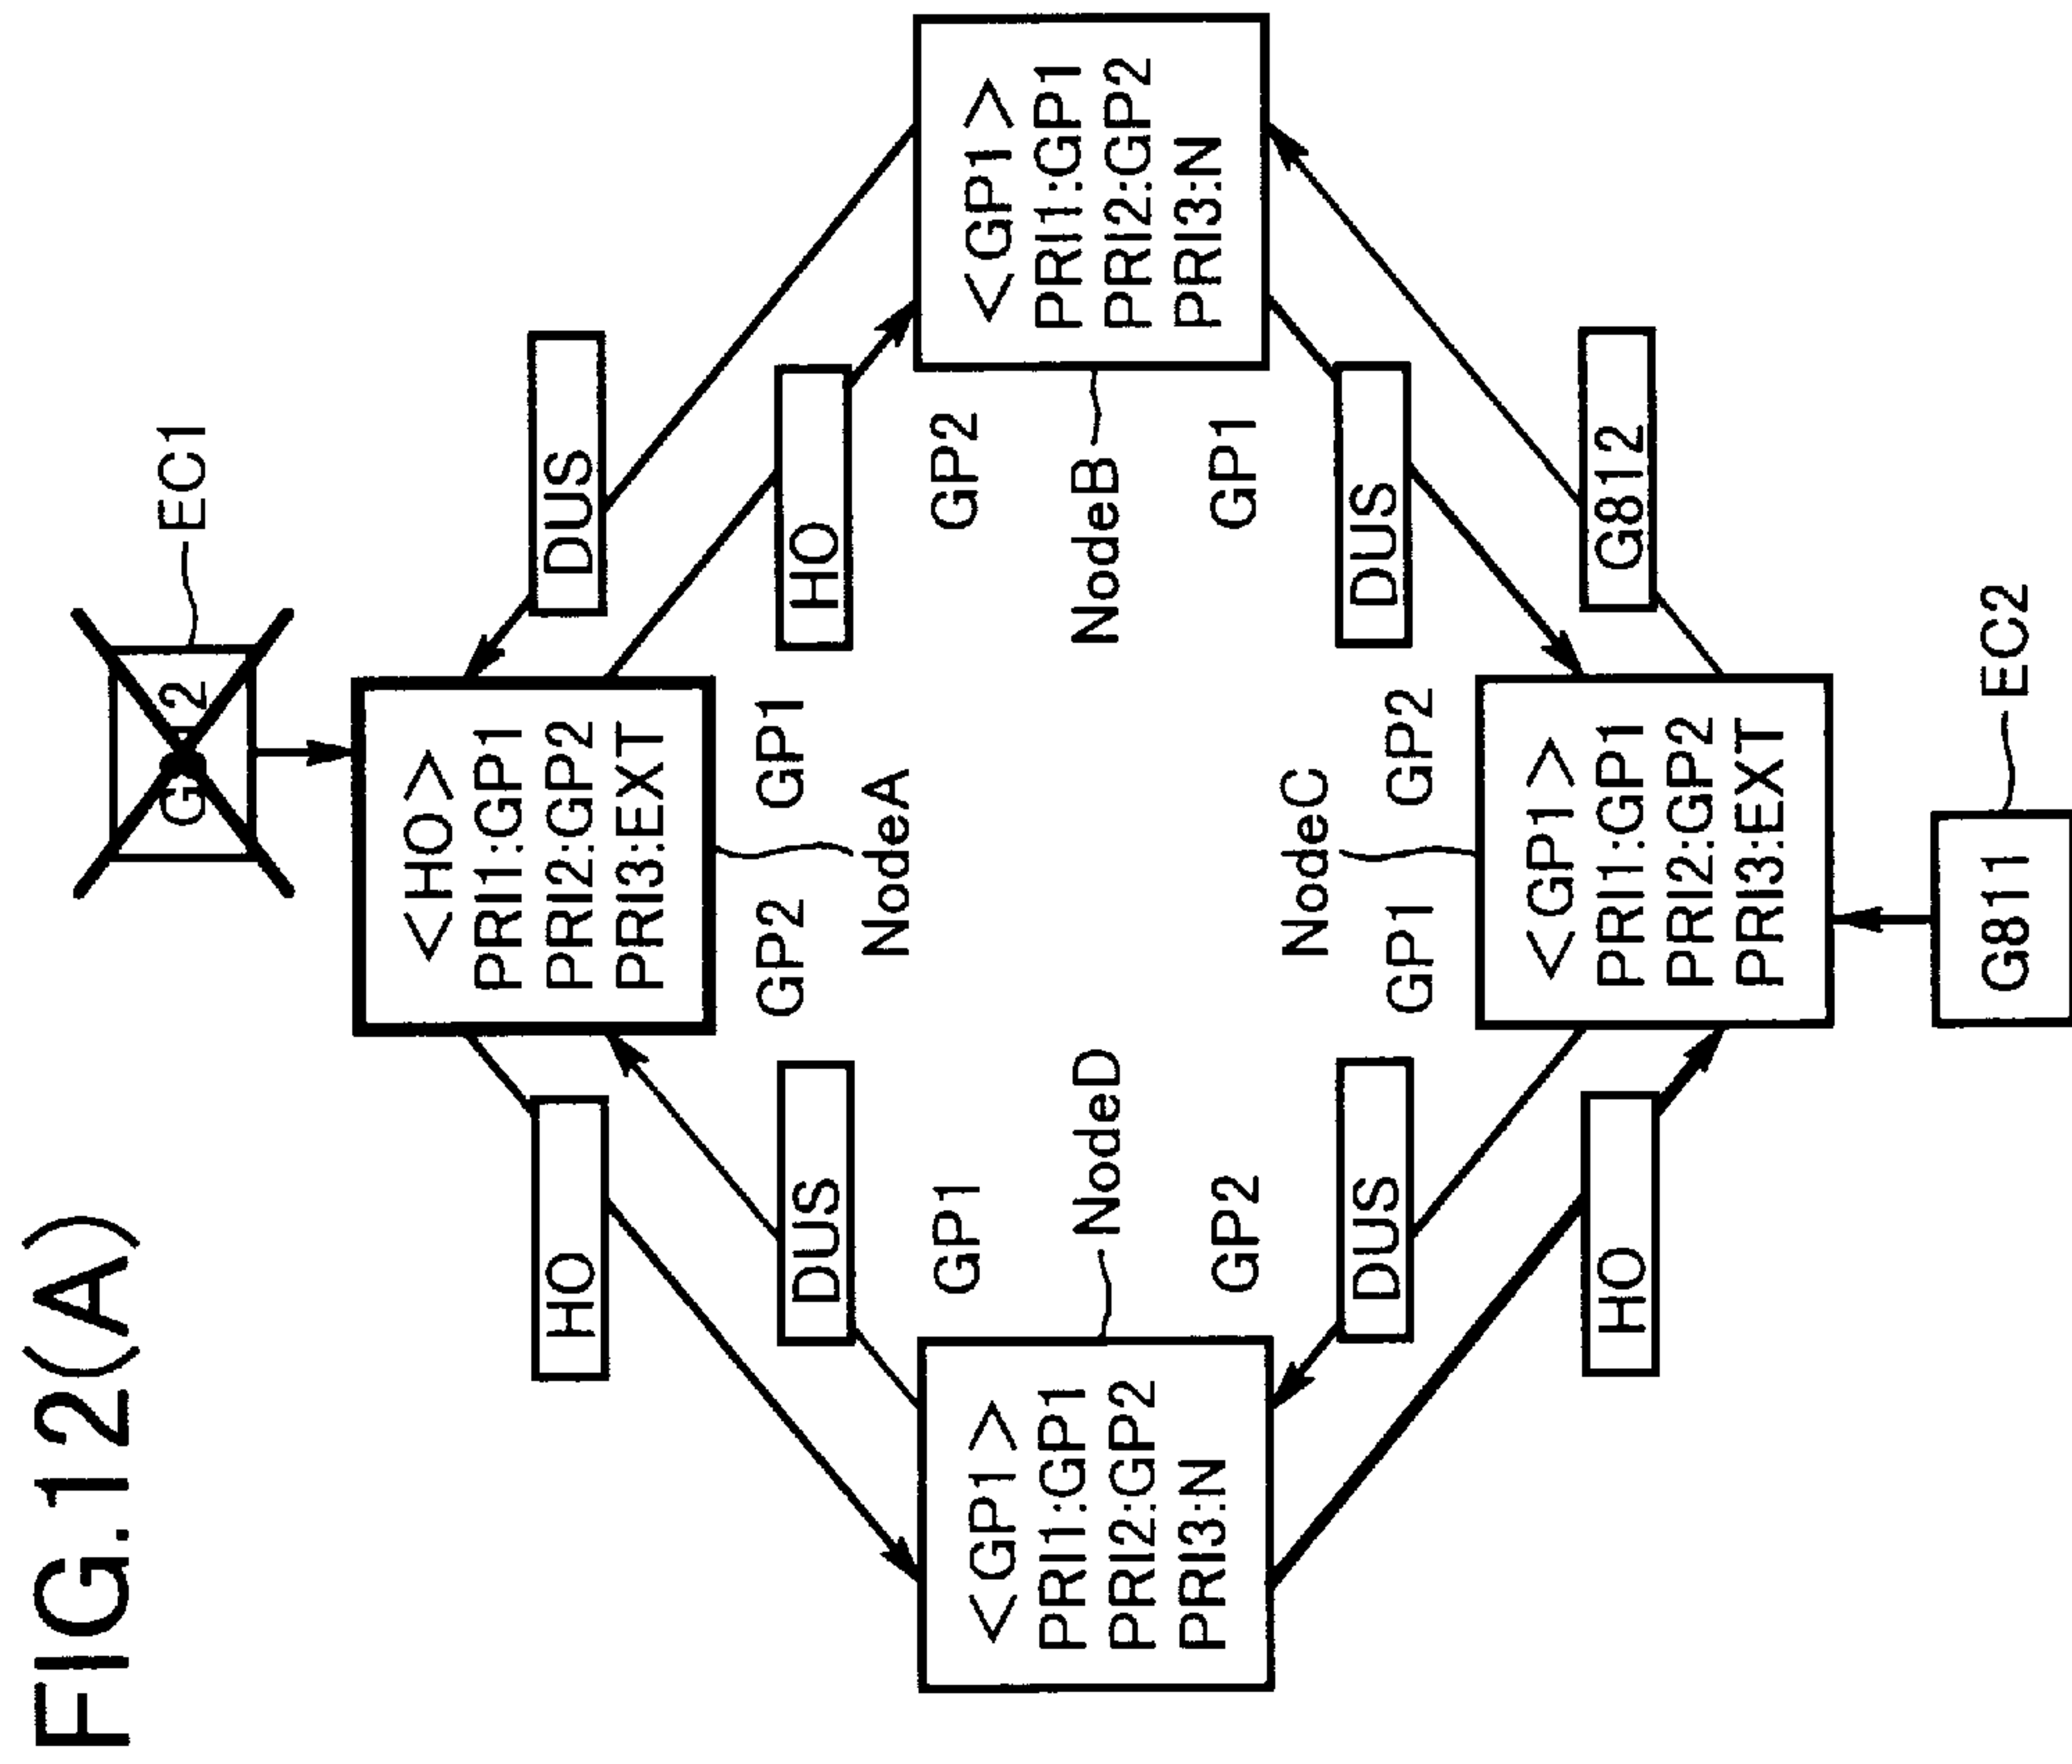 FIG.12(A)
EC1
<HO>
PRI1:GP1
PRI2:GP2
PRI3:EXT
GP2
GP1
NodeA
HO
DUS
DUS
HO
<GP1>
PRI1:GP1
PRI2:GP2
PRI3:N
GP1
NodeD
GP2
<GP1>
PRI1:GP1
PRI2:GP2
PRI3:N
GP2
NodeB
GP1
DUS
HO
DUS
G812
NodeC
GP1
GP2
<GP1>
PRI1:GP1
PRI2:GP2
PRI3:EXT
G811
EC2